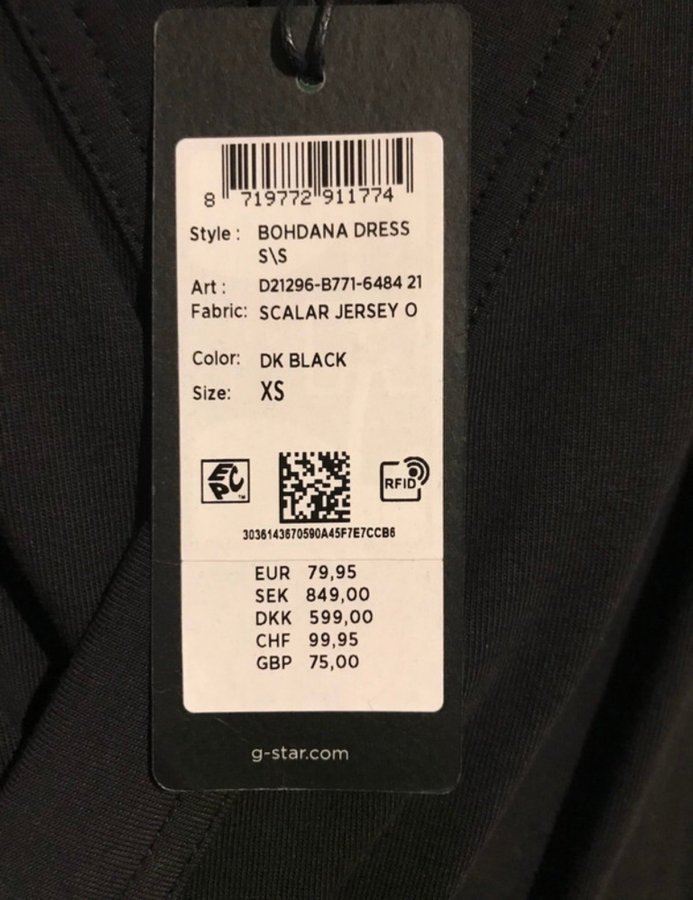 8 719772 911774
Style : BOHDANA DRESS
S\S
Art : D21296-B771-6484 21
Fabric: SCALAR JERSEY O
Color: DK BLACK
Size: XS
EPC™
RFID
3036143670590A45F7E7CCB6
EUR 79,95
SEK 849,00
DKK 599,00
CHF 99,95
GBP 75,00
g-star.com